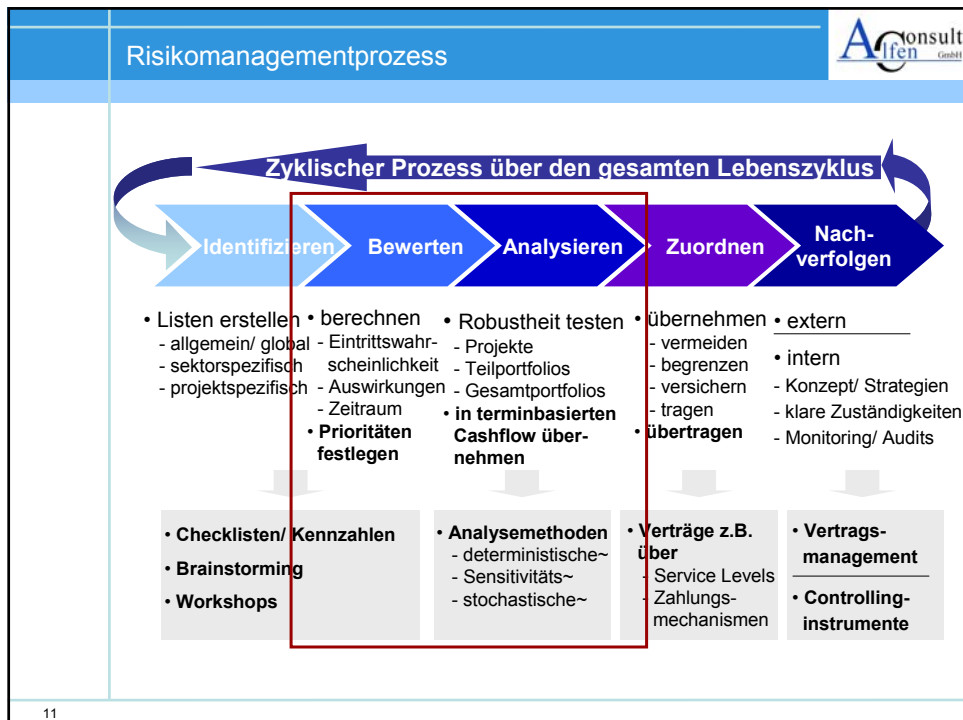 Risikomanagementprozess
Alfen Consult GmbH
Zyklischer Prozess über den gesamten Lebenszyklus
Identifizieren
Bewerten
Analysieren
Zuordnen
Nach-
verfolgen
• Listen erstellen
- allgemein/ global
- sektorspezifisch
- projektspezifisch
• berechnen
- Eintrittswahr-
scheinlichkeit
- Auswirkungen
- Zeitraum
• Prioritäten
festlegen
• Robustheit testen
- Projekte
- Teilportfolios
- Gesamtportfolios
• in terminbasierten
Cashflow über-
nehmen
• übernehmen
- vermeiden
- begrenzen
- versichern
- tragen
• übertragen
• extern
• intern
- Konzept/ Strategien
- klare Zuständigkeiten
- Monitoring/ Audits
• Checklisten/ Kennzahlen
• Brainstorming
• Workshops
• Analysemethoden
- deterministische~
- Sensitivitäts~
- stochastische~
• Verträge z.B.
über
- Service Levels
- Zahlungs-
mechanismen
• Vertrags-
management
• Controlling-
instrumente
11